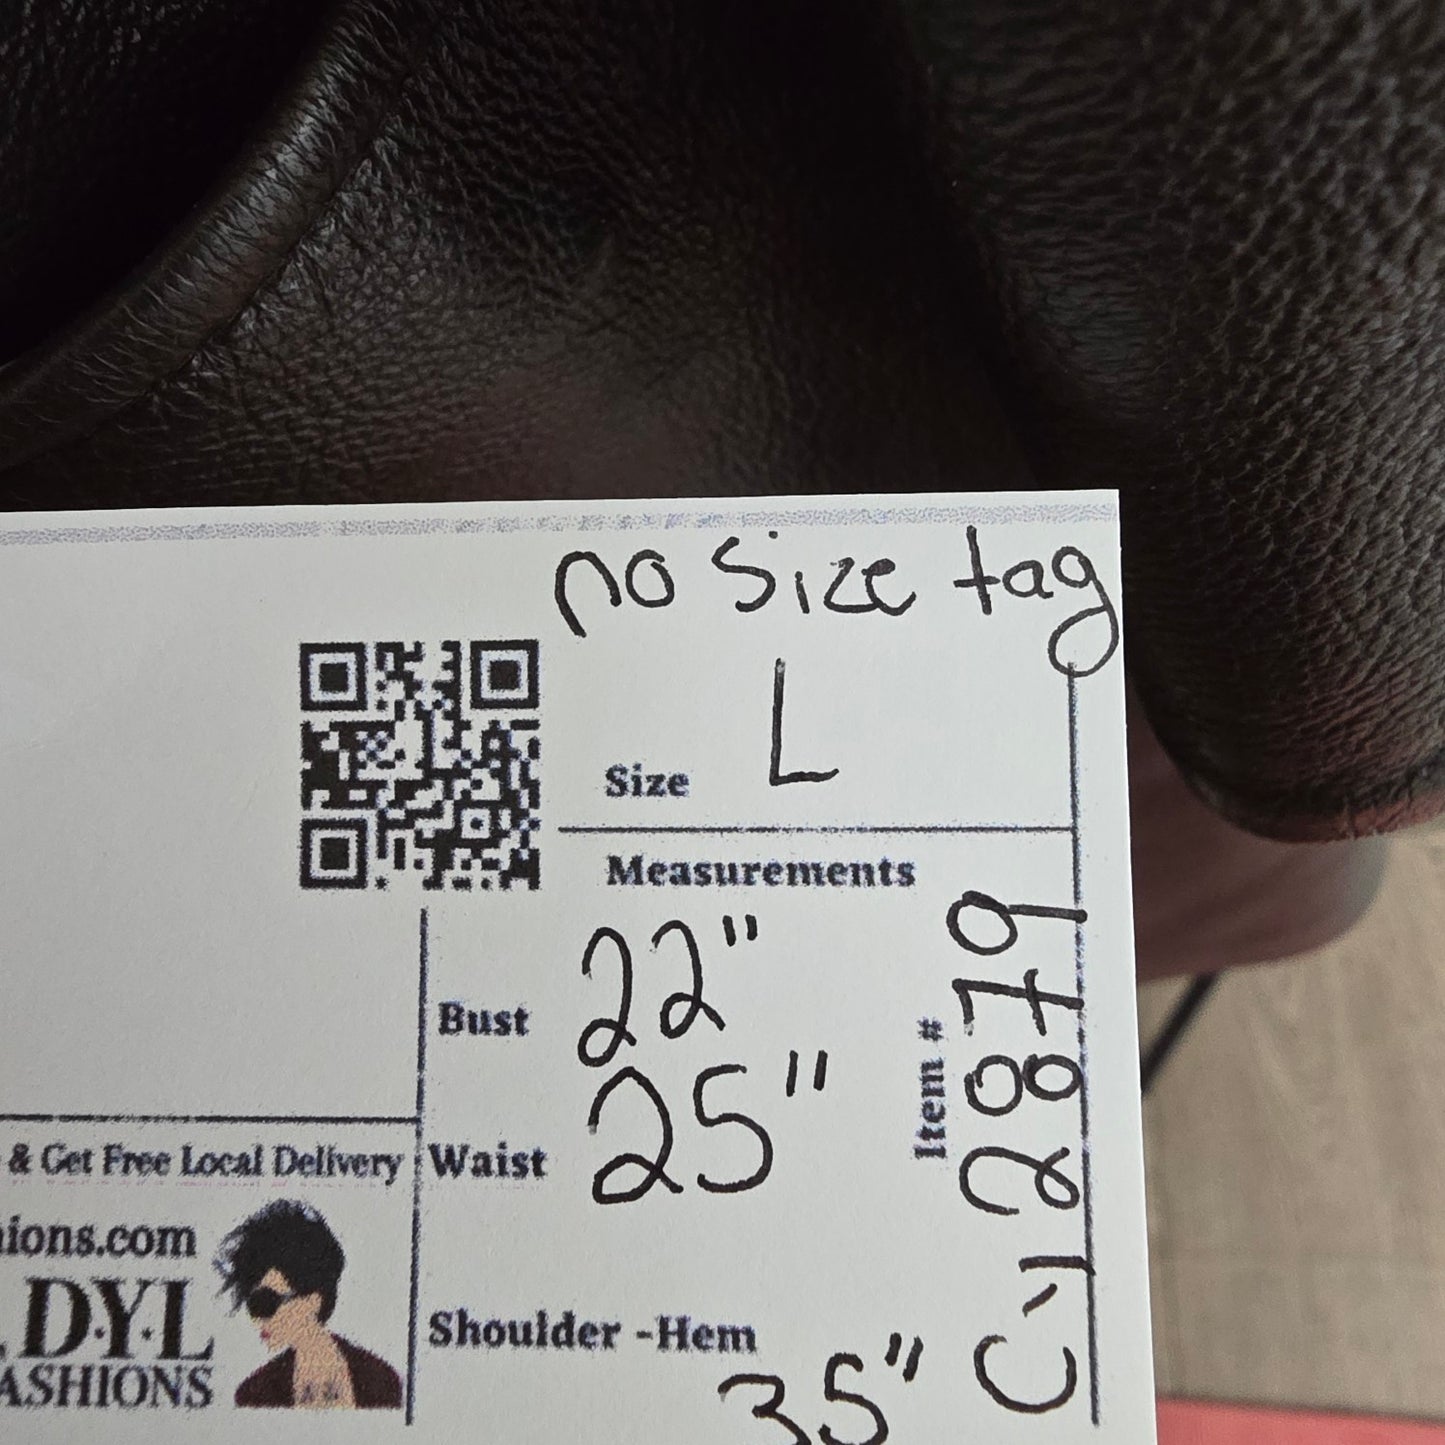 no size tag
Size L
Measurements
Bust 22"
Waist 25"
Shoulder -Hem
35"
Item # C-12879
& Get Free Local Delivery
ions.com
D.Y.L
ASHIONS